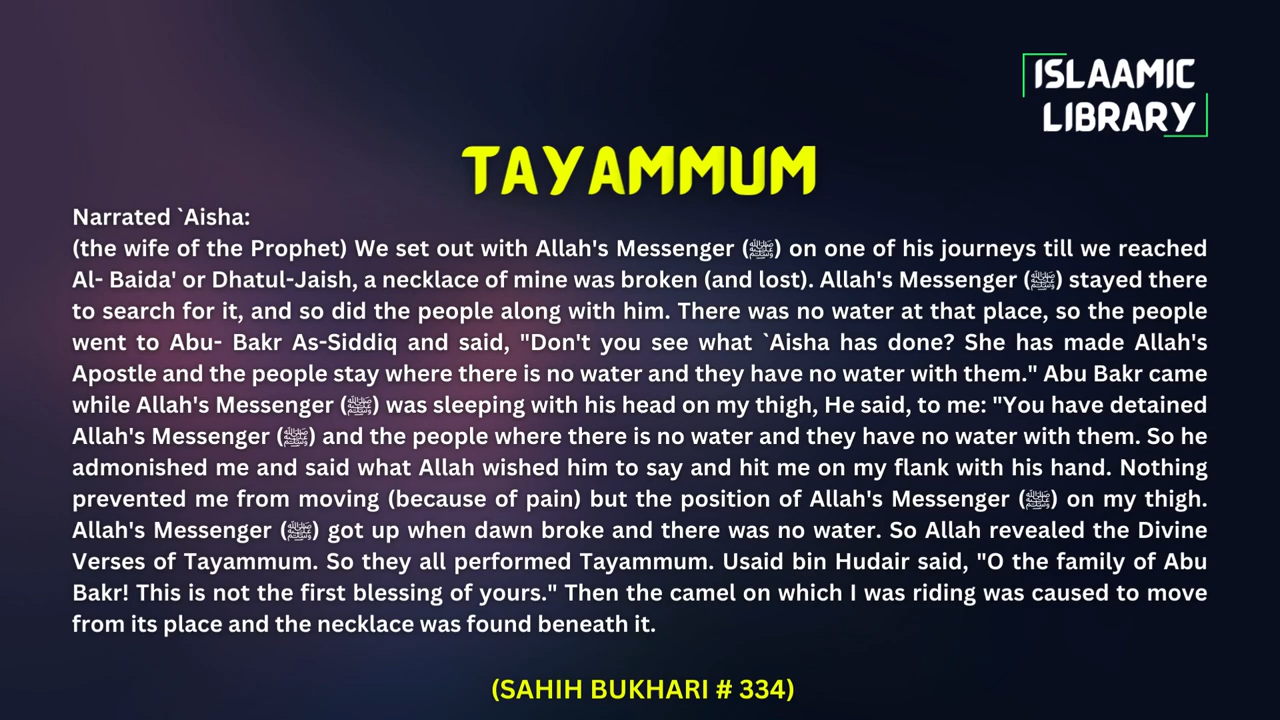 ISLAAMIC
LIBRARY
TAYAMMUM
Narrated `Aisha:
(the wife of the Prophet) We set out with Allah's Messenger (ﷺ) on one of his journeys till we reached
Al- Baida' or Dhatul-Jaish, a necklace of mine was broken (and lost). Allah's Messenger (ﷺ) stayed there
to search for it, and so did the people along with him. There was no water at that place, so the people
went to Abu- Bakr As-Siddiq and said, "Don't you see what `Aisha has done? She has made Allah's
Apostle and the people stay where there is no water and they have no water with them." Abu Bakr came
while Allah's Messenger (ﷺ) was sleeping with his head on my thigh, He said, to me: "You have detained
Allah's Messenger (ﷺ) and the people where there is no water and they have no water with them. So he
admonished me and said what Allah wished him to say and hit me on my flank with his hand. Nothing
prevented me from moving (because of pain) but the position of Allah's Messenger (ﷺ) on my thigh.
Allah's Messenger (ﷺ) got up when dawn broke and there was no water. So Allah revealed the Divine
Verses of Tayammum. So they all performed Tayammum. Usaid bin Hudair said, "O the family of Abu
Bakr! This is not the first blessing of yours." Then the camel on which I was riding was caused to move
from its place and the necklace was found beneath it.
(SAHIH BUKHARI # 334)